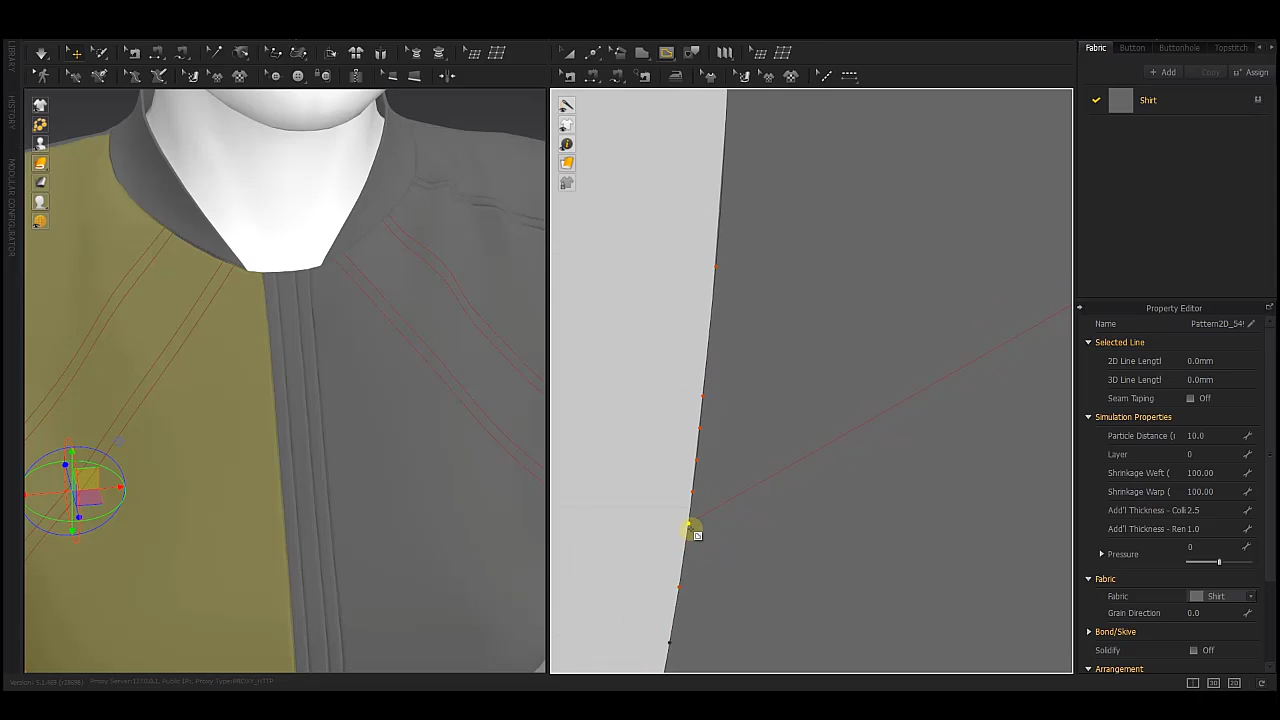 LIBRARY
HISTORY
MODULAR CONFIGURATOR
Fabric Button Buttonhole Topstitch
+ Add Copy Assign
Shirt
Property Editor
Name Pattern2D_54!
Selected Line
2D Line Lengtl 0.0mm
3D Line Lengtl 0.0mm
Seam Taping Off
Simulation Properties
Particle Distance (ı 10.0
Layer 0
Shrinkage Weft ( 100.00
Shrinkage Warp ( 100.00
Add'l Thickness - Colli 2.5
Add'l Thickness - Ren 1.0
Pressure 0
Fabric
Fabric Shirt
Grain Direction 0.0
Bond/Skive
Solidify Off
Arrangement
3D 2D